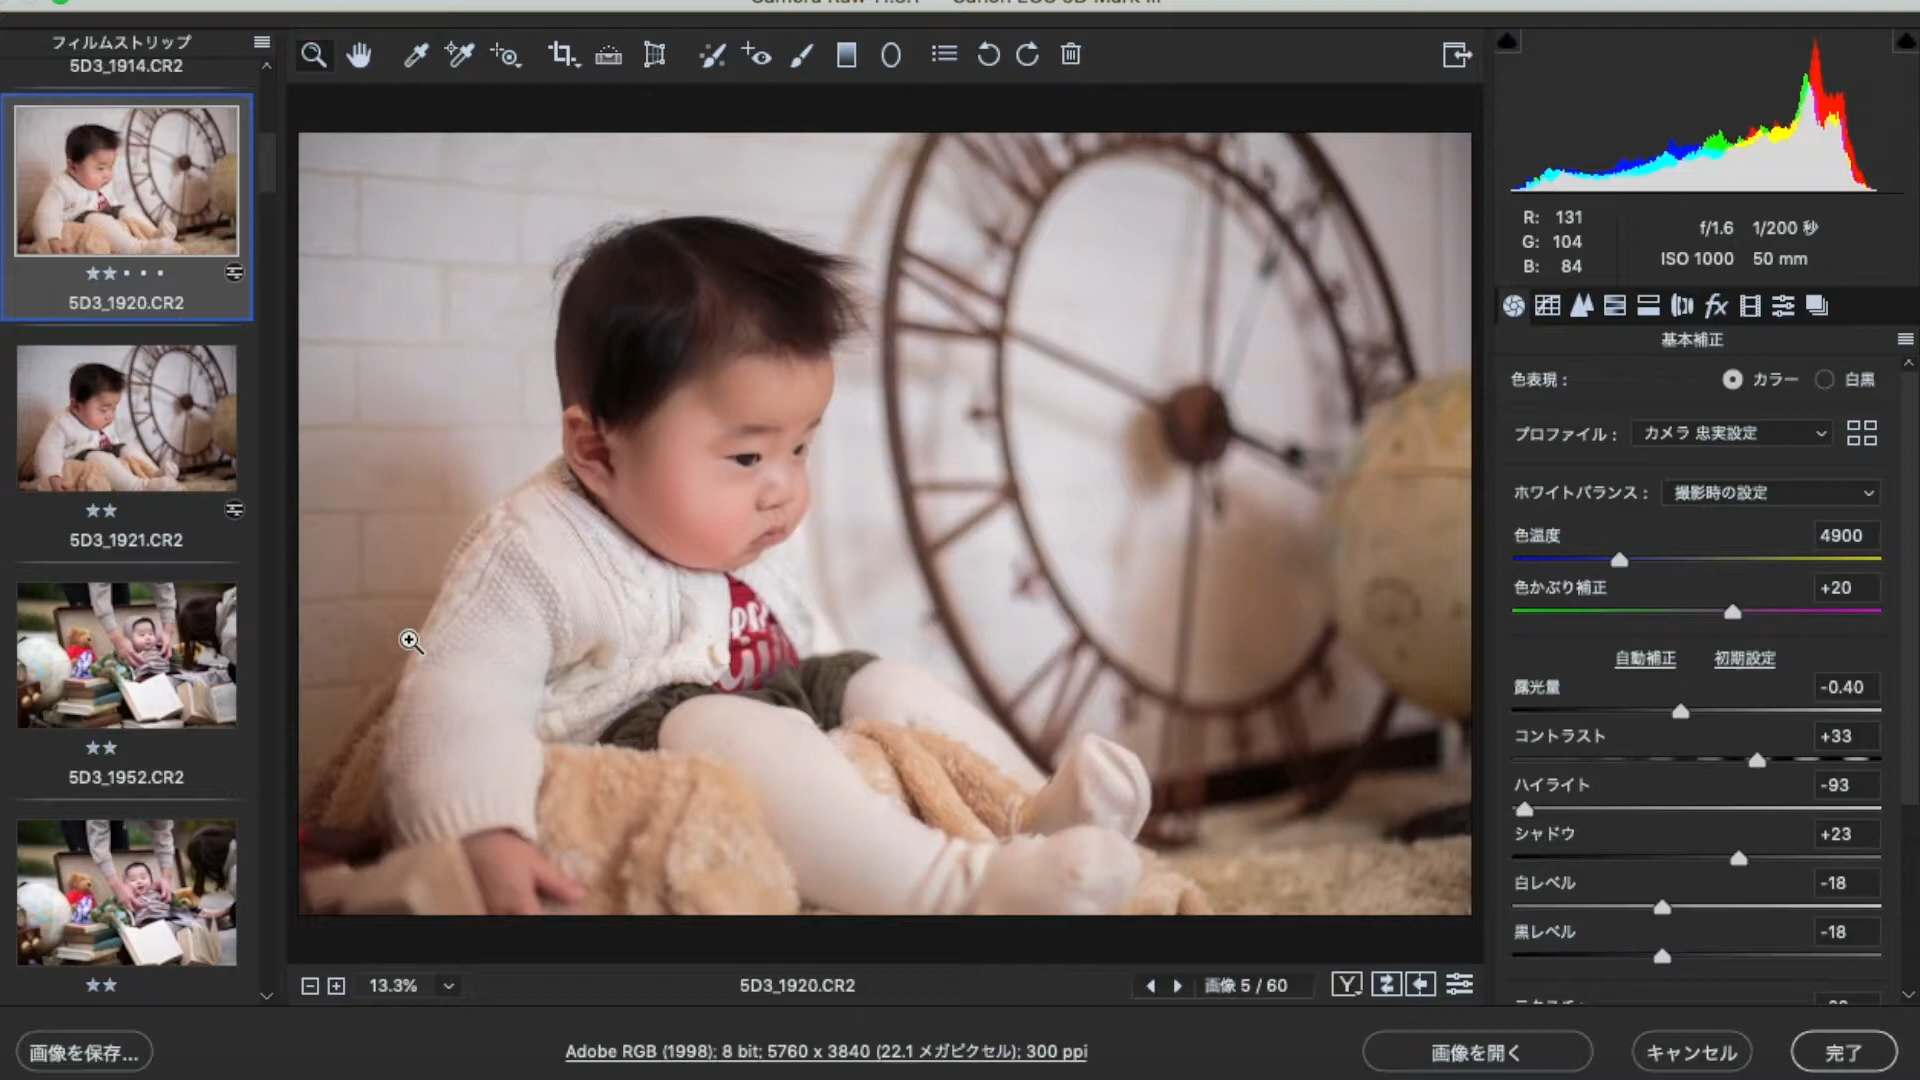 フィルムストリップ
5D3_1914.CR2
5D3_1920.CR2
5D3_1921.CR2
5D3_1952.CR2
R: 131
G: 104
B: 84
f/1.6 1/200 秒
ISO 1000 50 mm
基本補正
色表現：
カラー 白黒
プロファイル： カメラ 忠実設定
ホワイトバランス： 撮影時の設定
色温度 4900
色かぶり補正 +20
自動補正 初期設定
露光量 -0.40
コントラスト +33
ハイライト -93
シャドウ +23
白レベル -18
黒レベル -18
13.3%
5D3_1920.CR2
画像 5 / 60
画像を保存...
Adobe RGB (1998); 8 bit; 5760 x 3840 (22.1 メガピクセル); 300 ppi
画像を開く
キャンセル
完了